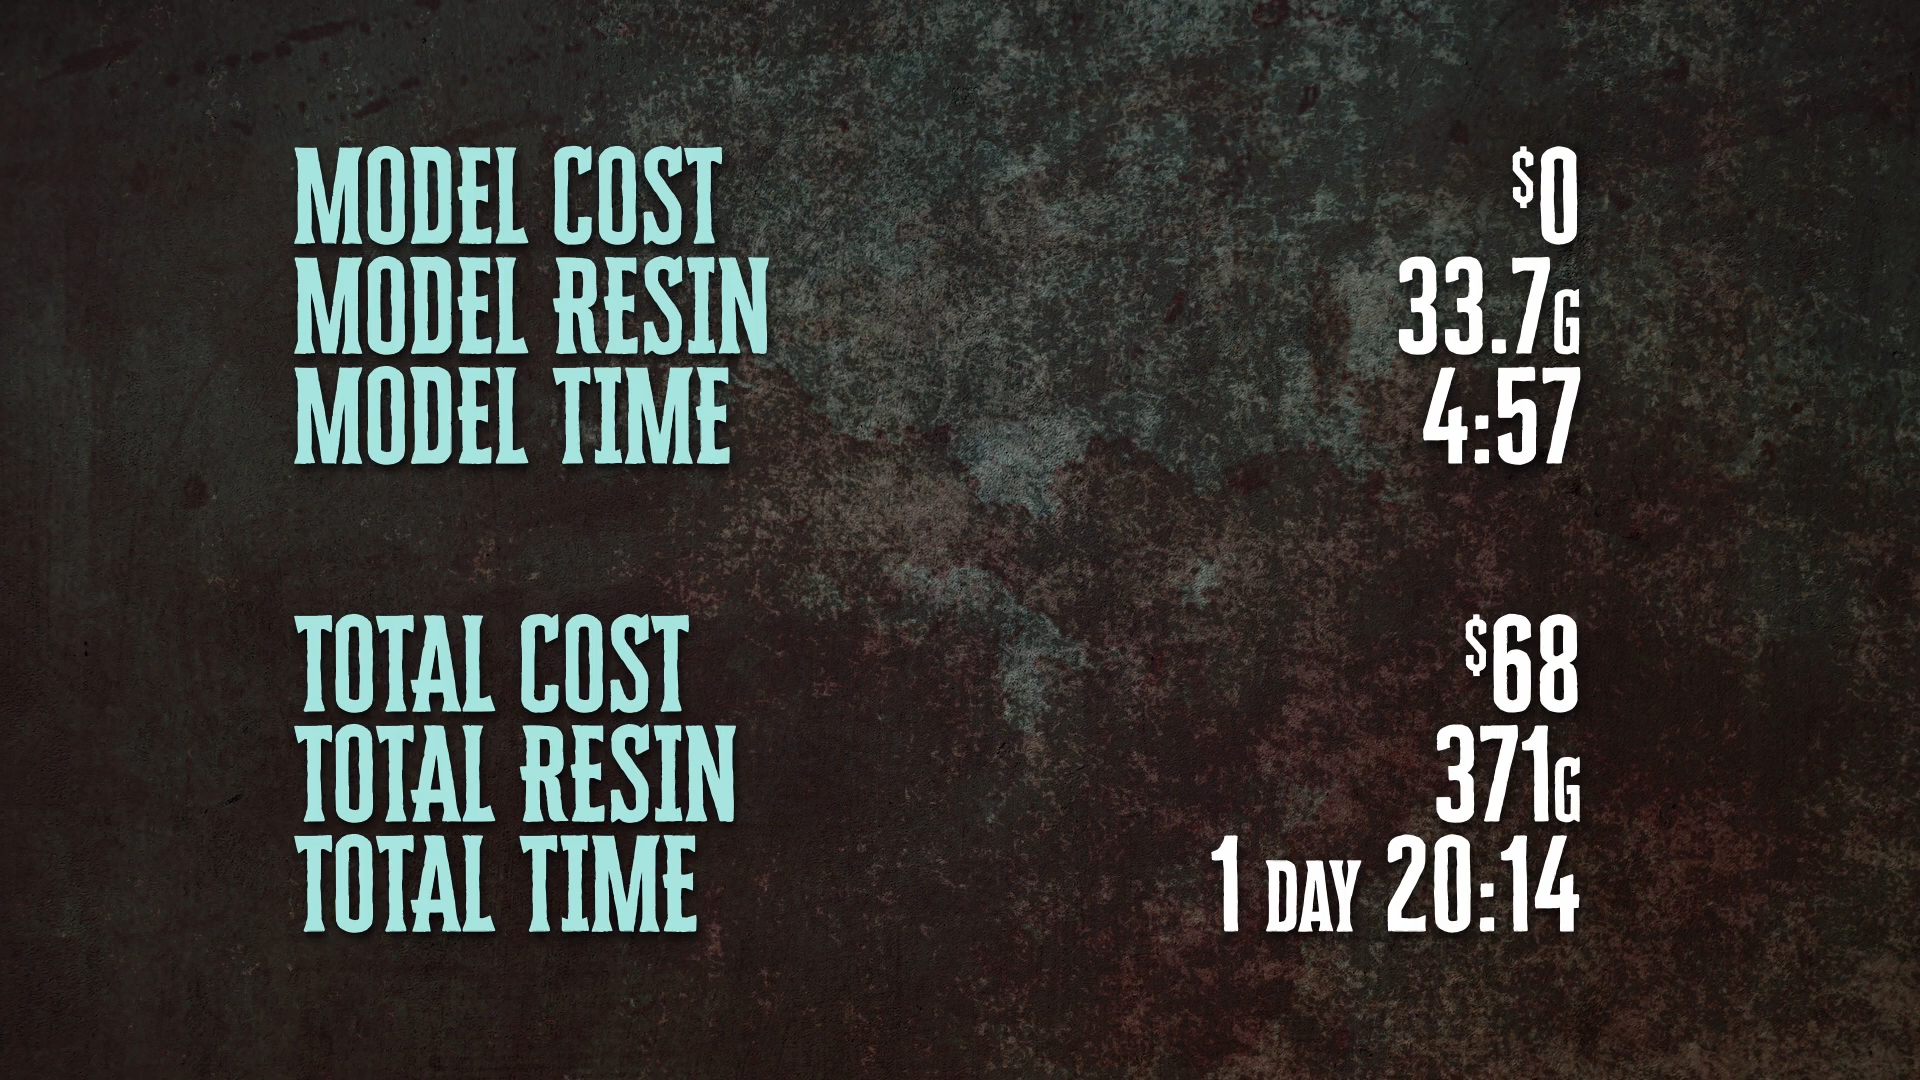 MODEL COST $0
MODEL RESIN 33.7G
MODEL TIME 4:57
TOTAL COST $68
TOTAL RESIN 371G
TOTAL TIME 1 DAY 20:14